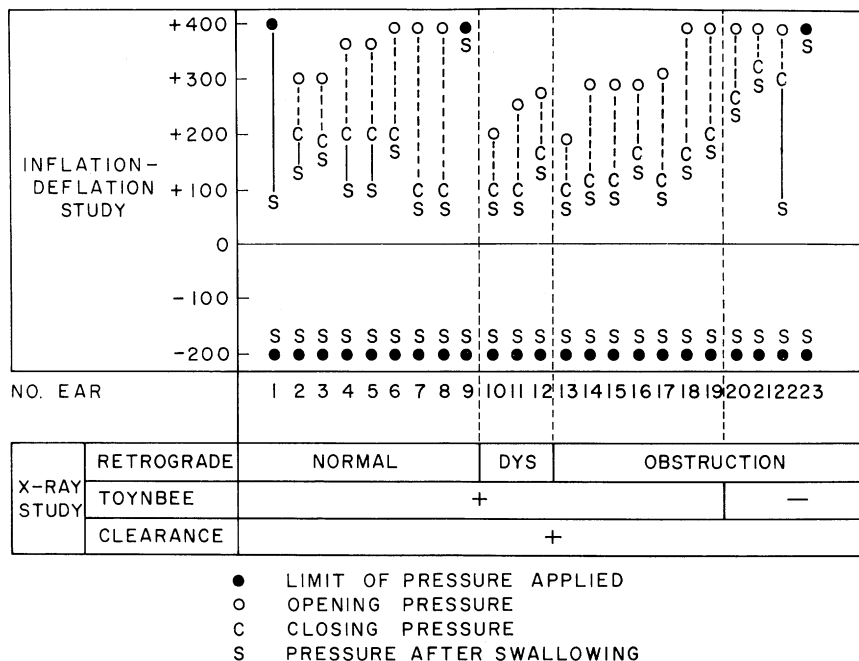 +400
+300
+200
+100
0
-100
-200
INFLATION-
DEFLATION
STUDY
S C O
S S S S S S S S S S S S S S S S S S S S S S S
NO. EAR 1 2 3 4 5 6 7 8 9 10 11 12 13 14 15 16 17 18 19 20 21 22 23
X-RAY
STUDY
RETROGRADE NORMAL DYS OBSTRUCTION
TOYNBEE + —
CLEARANCE +
● LIMIT OF PRESSURE APPLIED
○ OPENING PRESSURE
C CLOSING PRESSURE
S PRESSURE AFTER SWALLOWING